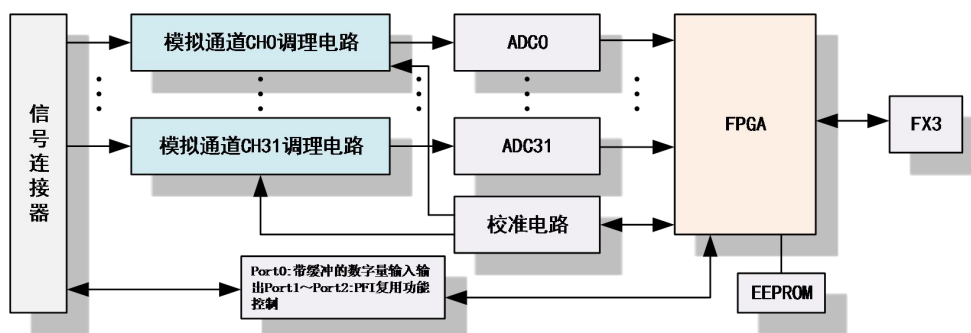 信号连接器
模拟通道CH0调理电路
ADC0
模拟通道CH31调理电路
ADC31
FPGA
FX3
校准电路
Port0:带缓冲的数字量输入输
出Port1～Port2:PFI复用功能
控制
EEPROM